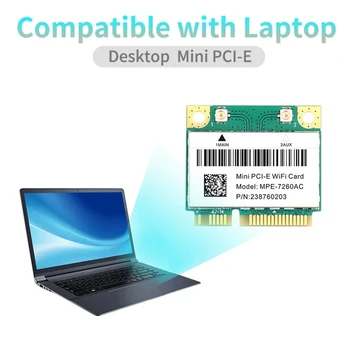 Compatible with Laptop
Desktop Mini PCI-E
1MAIN 2AUX
Mini PCI-E WiFi Card
Model: MPE-7260AC
P/N:238760203